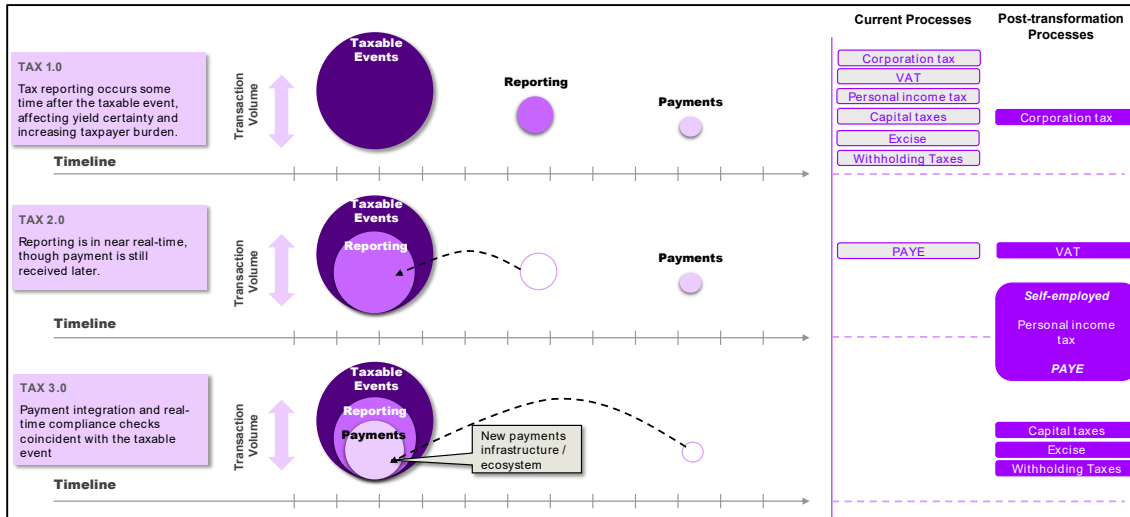 Current Processes
Post-transformation
Processes
TAX 1.0
Tax reporting occurs some
time after the taxable event,
affecting yield certainty and
increasing taxpayer burden.
Transaction
Volume
Taxable
Events
Reporting
Payments
Timeline
Corporation tax
VAT
Personal income tax
Capital taxes
Excise
Withholding Taxes
Corporation tax
TAX 2.0
Reporting is in near real-time,
though payment is still
received later.
Transaction
Volume
Taxable
Events
Reporting
Payments
Timeline
PAYE
VAT
Self-employed
Personal income
tax
PAYE
TAX 3.0
Payment integration and real-
time compliance checks
coincident with the taxable
event
Transaction
Volume
Taxable
Events
Reporting
Payments
New payments
infrastructure /
ecosystem
Timeline
Capital taxes
Excise
Withholding Taxes